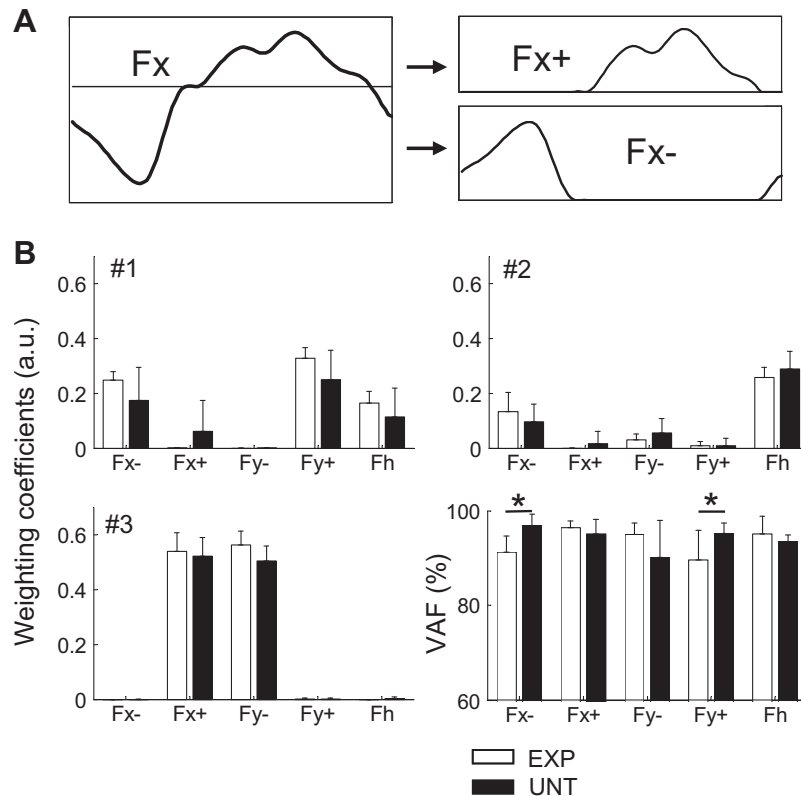 A
Fx
Fx+
Fx-
B
Weighting coefficients (a.u.)
#1
0.6
0.4
0.2
0
Fx- Fx+ Fy- Fy+ Fh
#2
0.6
0.4
0.2
0
Fx- Fx+ Fy- Fy+ Fh
#3
0.6
0.4
0.2
0
Fx- Fx+ Fy- Fy+ Fh
VAF (%)
* *
100
80
60
Fx- Fx+ Fy- Fy+ Fh
EXP
UNT